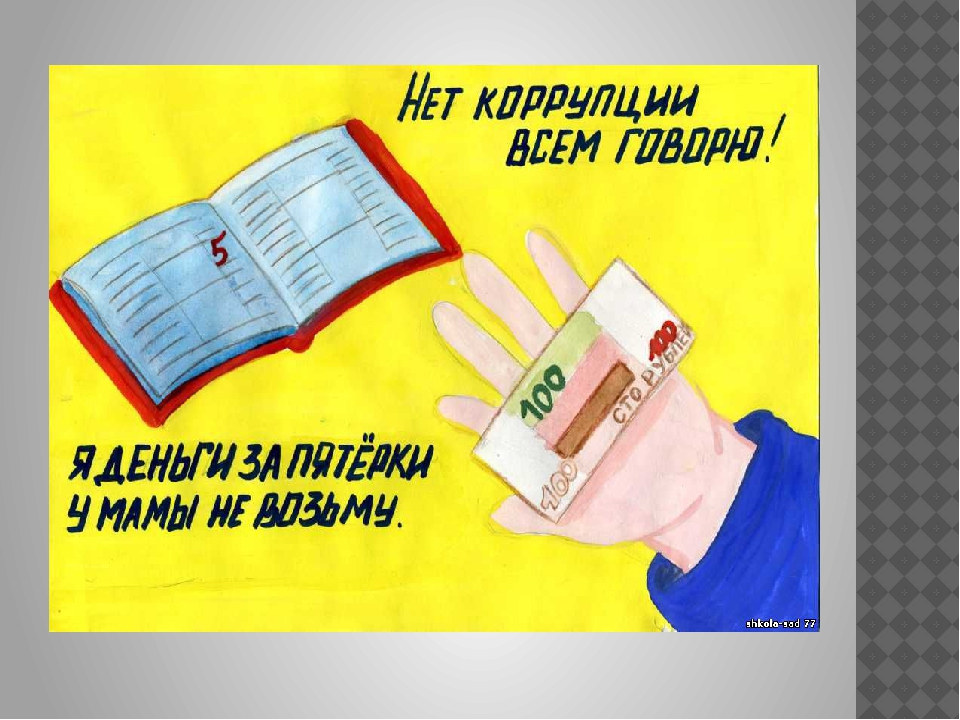 Нет коррупции
всем говорю!
5
100
100
сто рублей
100
Я деньги за пятёрки
у мамы не возьму.
shkola-sad 77